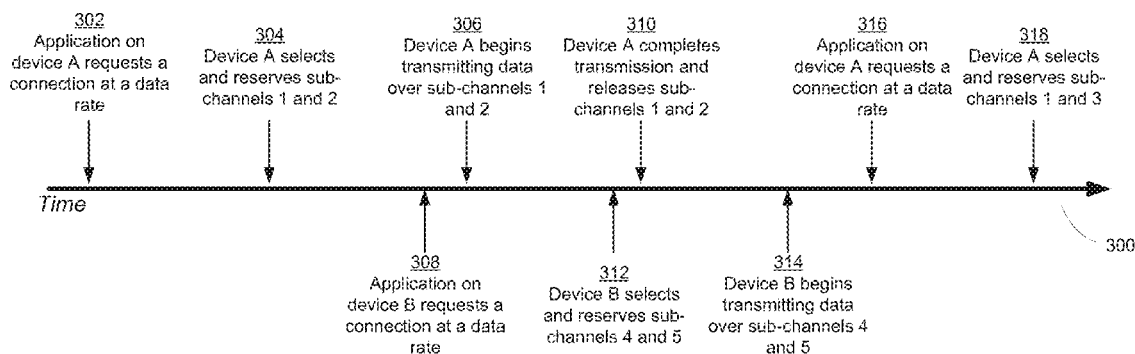 302
Application on
device A requests a
connection at a data
rate
304
Device A selects
and reserves sub-
channels 1 and 2
306
Device A begins
transmitting data
over sub-channels 1
and 2
310
Device A completes
transmission and
releases sub-
channels 1 and 2
316
Application on
device A requests a
connection at a data
rate
318
Device A selects
and reserves sub-
channels 1 and 3
Time
300
308
Application on
device B requests a
connection at a data
rate
312
Device B selects
and reserves sub-
channels 4 and 5
314
Device B begins
transmitting data
over sub-channels 4
and 5